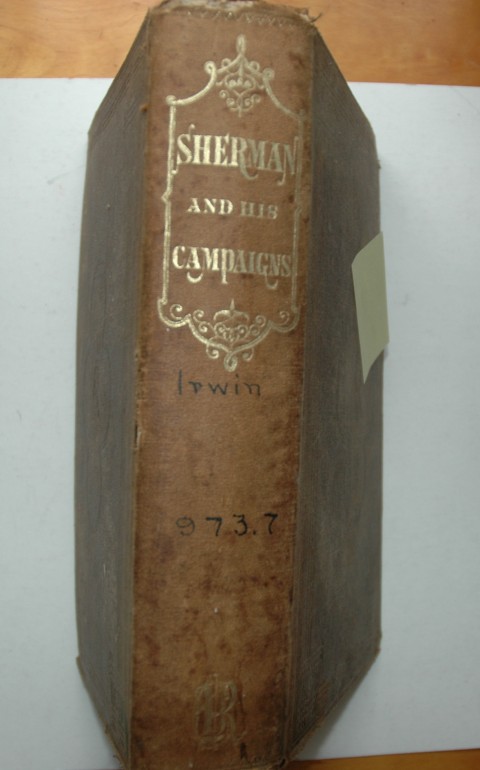 SHERMAN
AND HIS
CAMPAIGNS
Irwin
973.7